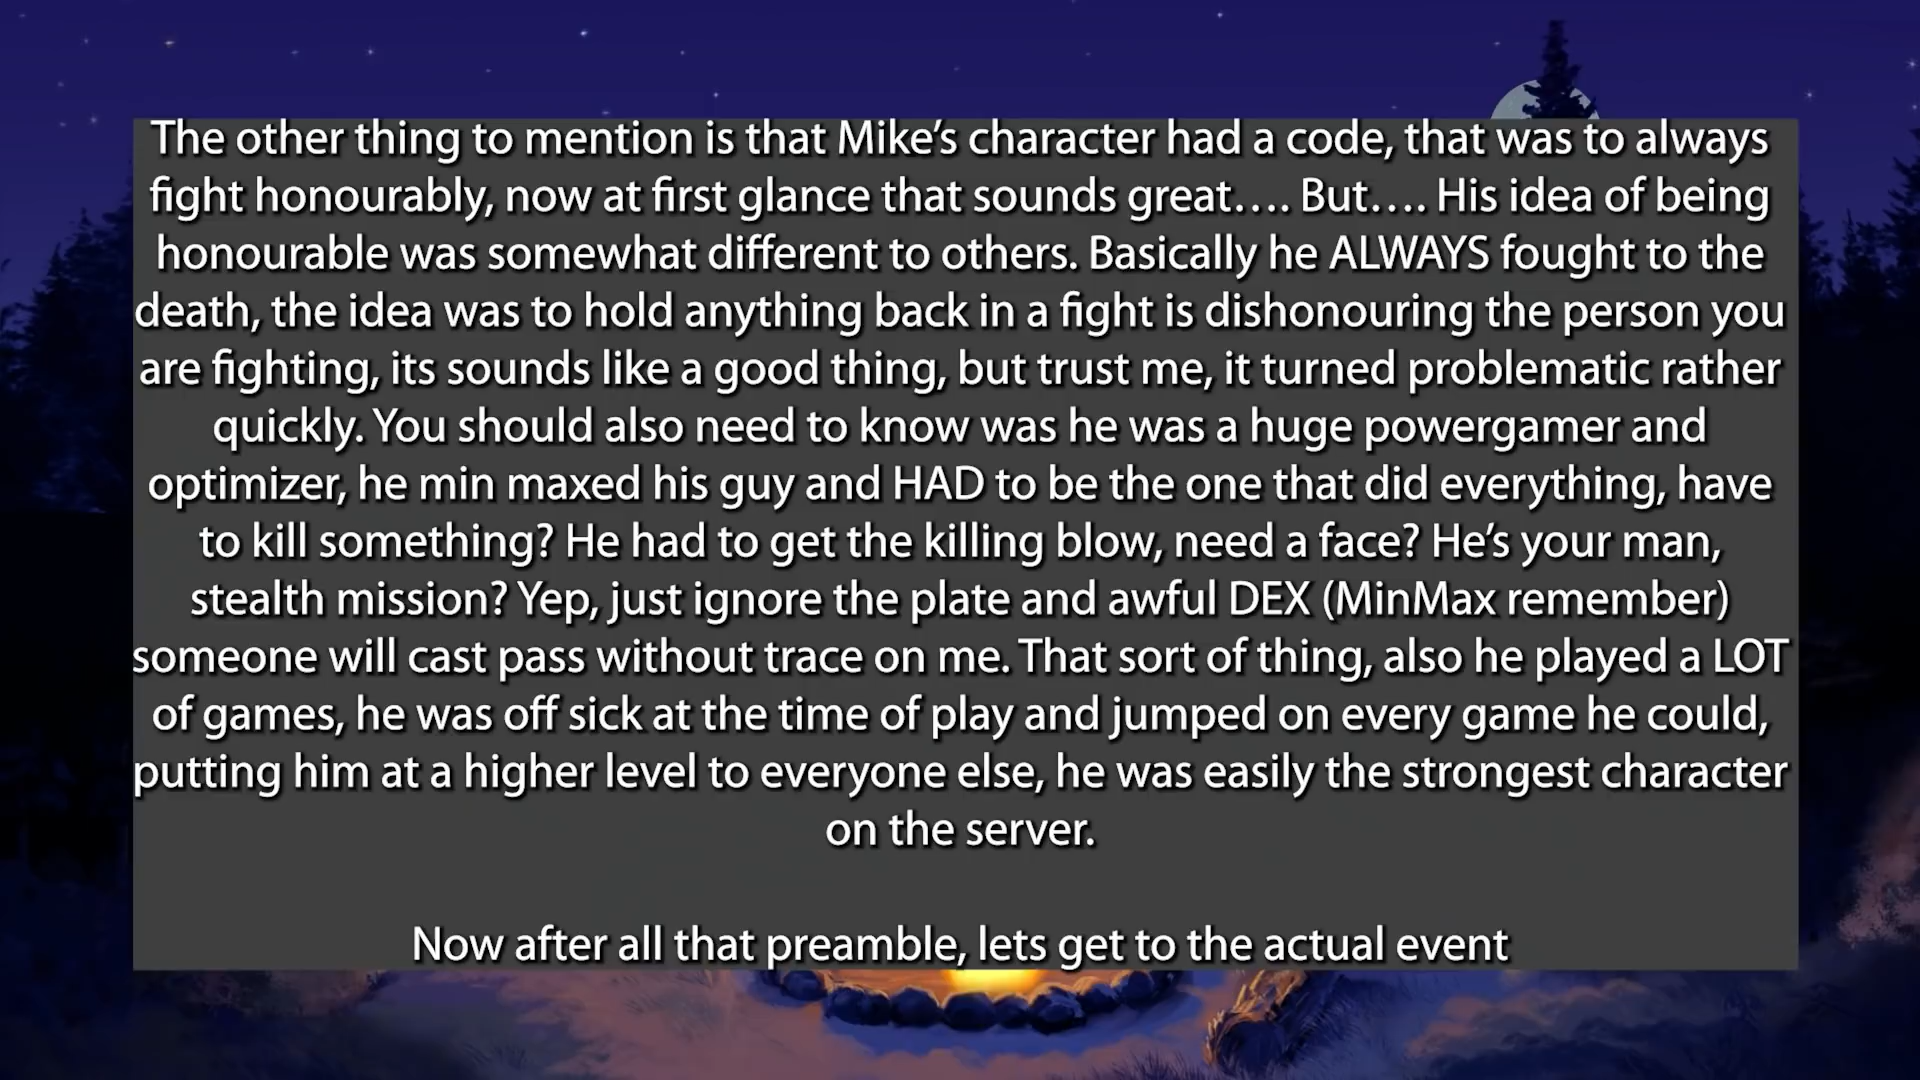 The other thing to mention is that Mike’s character had a code, that was to always
fight honourably, now at first glance that sounds great…. But…. His idea of being
honourable was somewhat different to others. Basically he ALWAYS fought to the
death, the idea was to hold anything back in a fight is dishonouring the person you
are fighting, its sounds like a good thing, but trust me, it turned problematic rather
quickly. You should also need to know was he was a huge powergamer and
optimizer, he min maxed his guy and HAD to be the one that did everything, have
to kill something? He had to get the killing blow, need a face? He’s your man,
stealth mission? Yep, just ignore the plate and awful DEX (MinMax remember)
someone will cast pass without trace on me. That sort of thing, also he played a LOT
of games, he was off sick at the time of play and jumped on every game he could,
putting him at a higher level to everyone else, he was easily the strongest character
on the server.
Now after all that preamble, lets get to the actual event